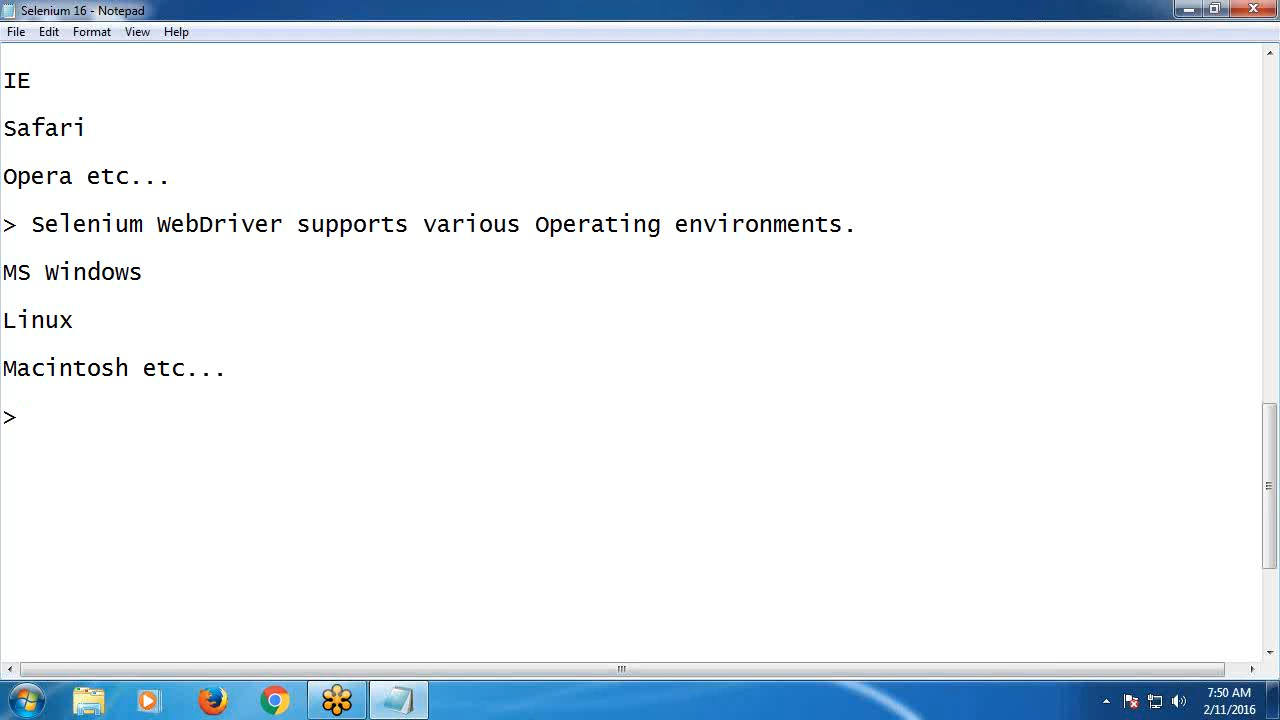 Selenium 16 - Notepad
File Edit Format View Help
IE
Safari
Opera etc...
> Selenium WebDriver supports various Operating environments.
MS Windows
Linux
Macintosh etc...
>
7:50 AM
2/11/2016